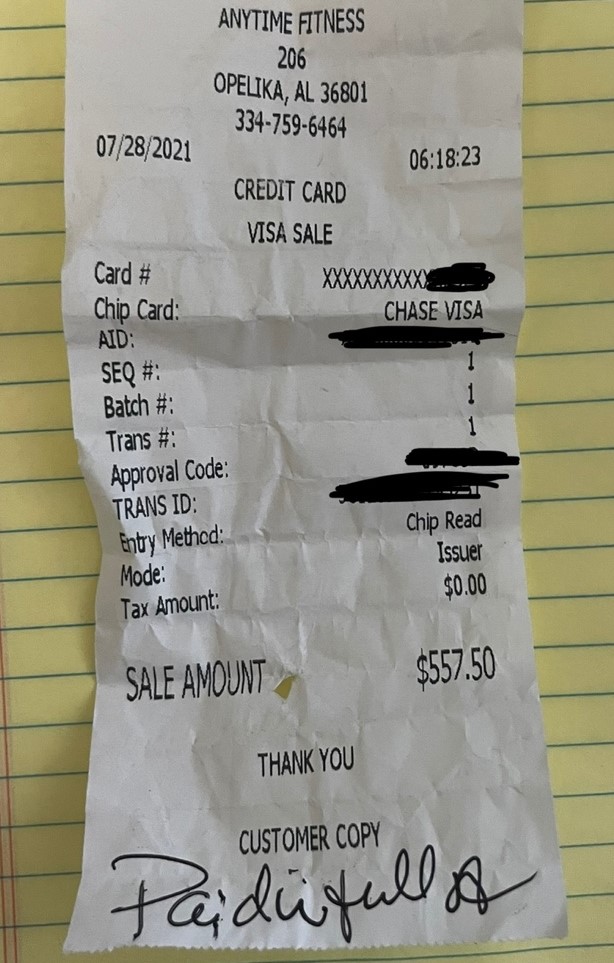 ANYTIME FITNESS
206
OPELIKA, AL 36801
334-759-6464
07/28/2021 06:18:23
CREDIT CARD
VISA SALE
Card # XXXXXXXXXX
Chip Card: CHASE VISA
AID:
SEQ #: 1
Batch #: 1
Trans #: 1
Approval Code:
TRANS ID:
Entry Method: Chip Read
Mode: Issuer
Tax Amount: $0.00
SALE AMOUNT $557.50
THANK YOU
CUSTOMER COPY
Paid in full